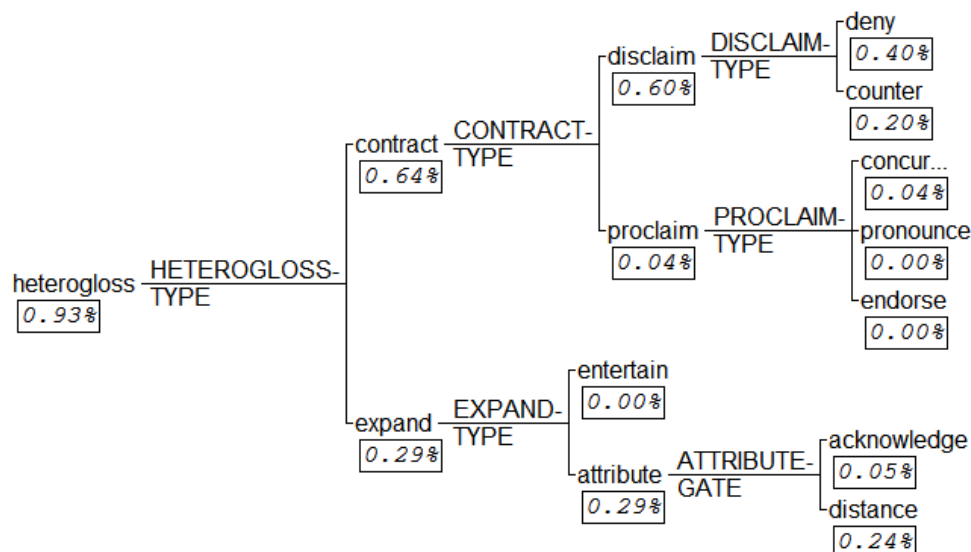 deny
0.40%
disclaim DISCLAIM-
TYPE
0.60%
counter
0.20%
contract CONTRACT-
TYPE
0.64%
concur...
0.04%
proclaim PROCLAIM-
TYPE
0.04%
pronounce
0.00%
endorse
0.00%
heterogloss HETEROGLOSS-
TYPE
0.93%
entertain
0.00%
expand EXPAND-
TYPE
0.29%
attribute ATTRIBUTE-
GATE
0.29%
acknowledge
0.05%
distance
0.24%